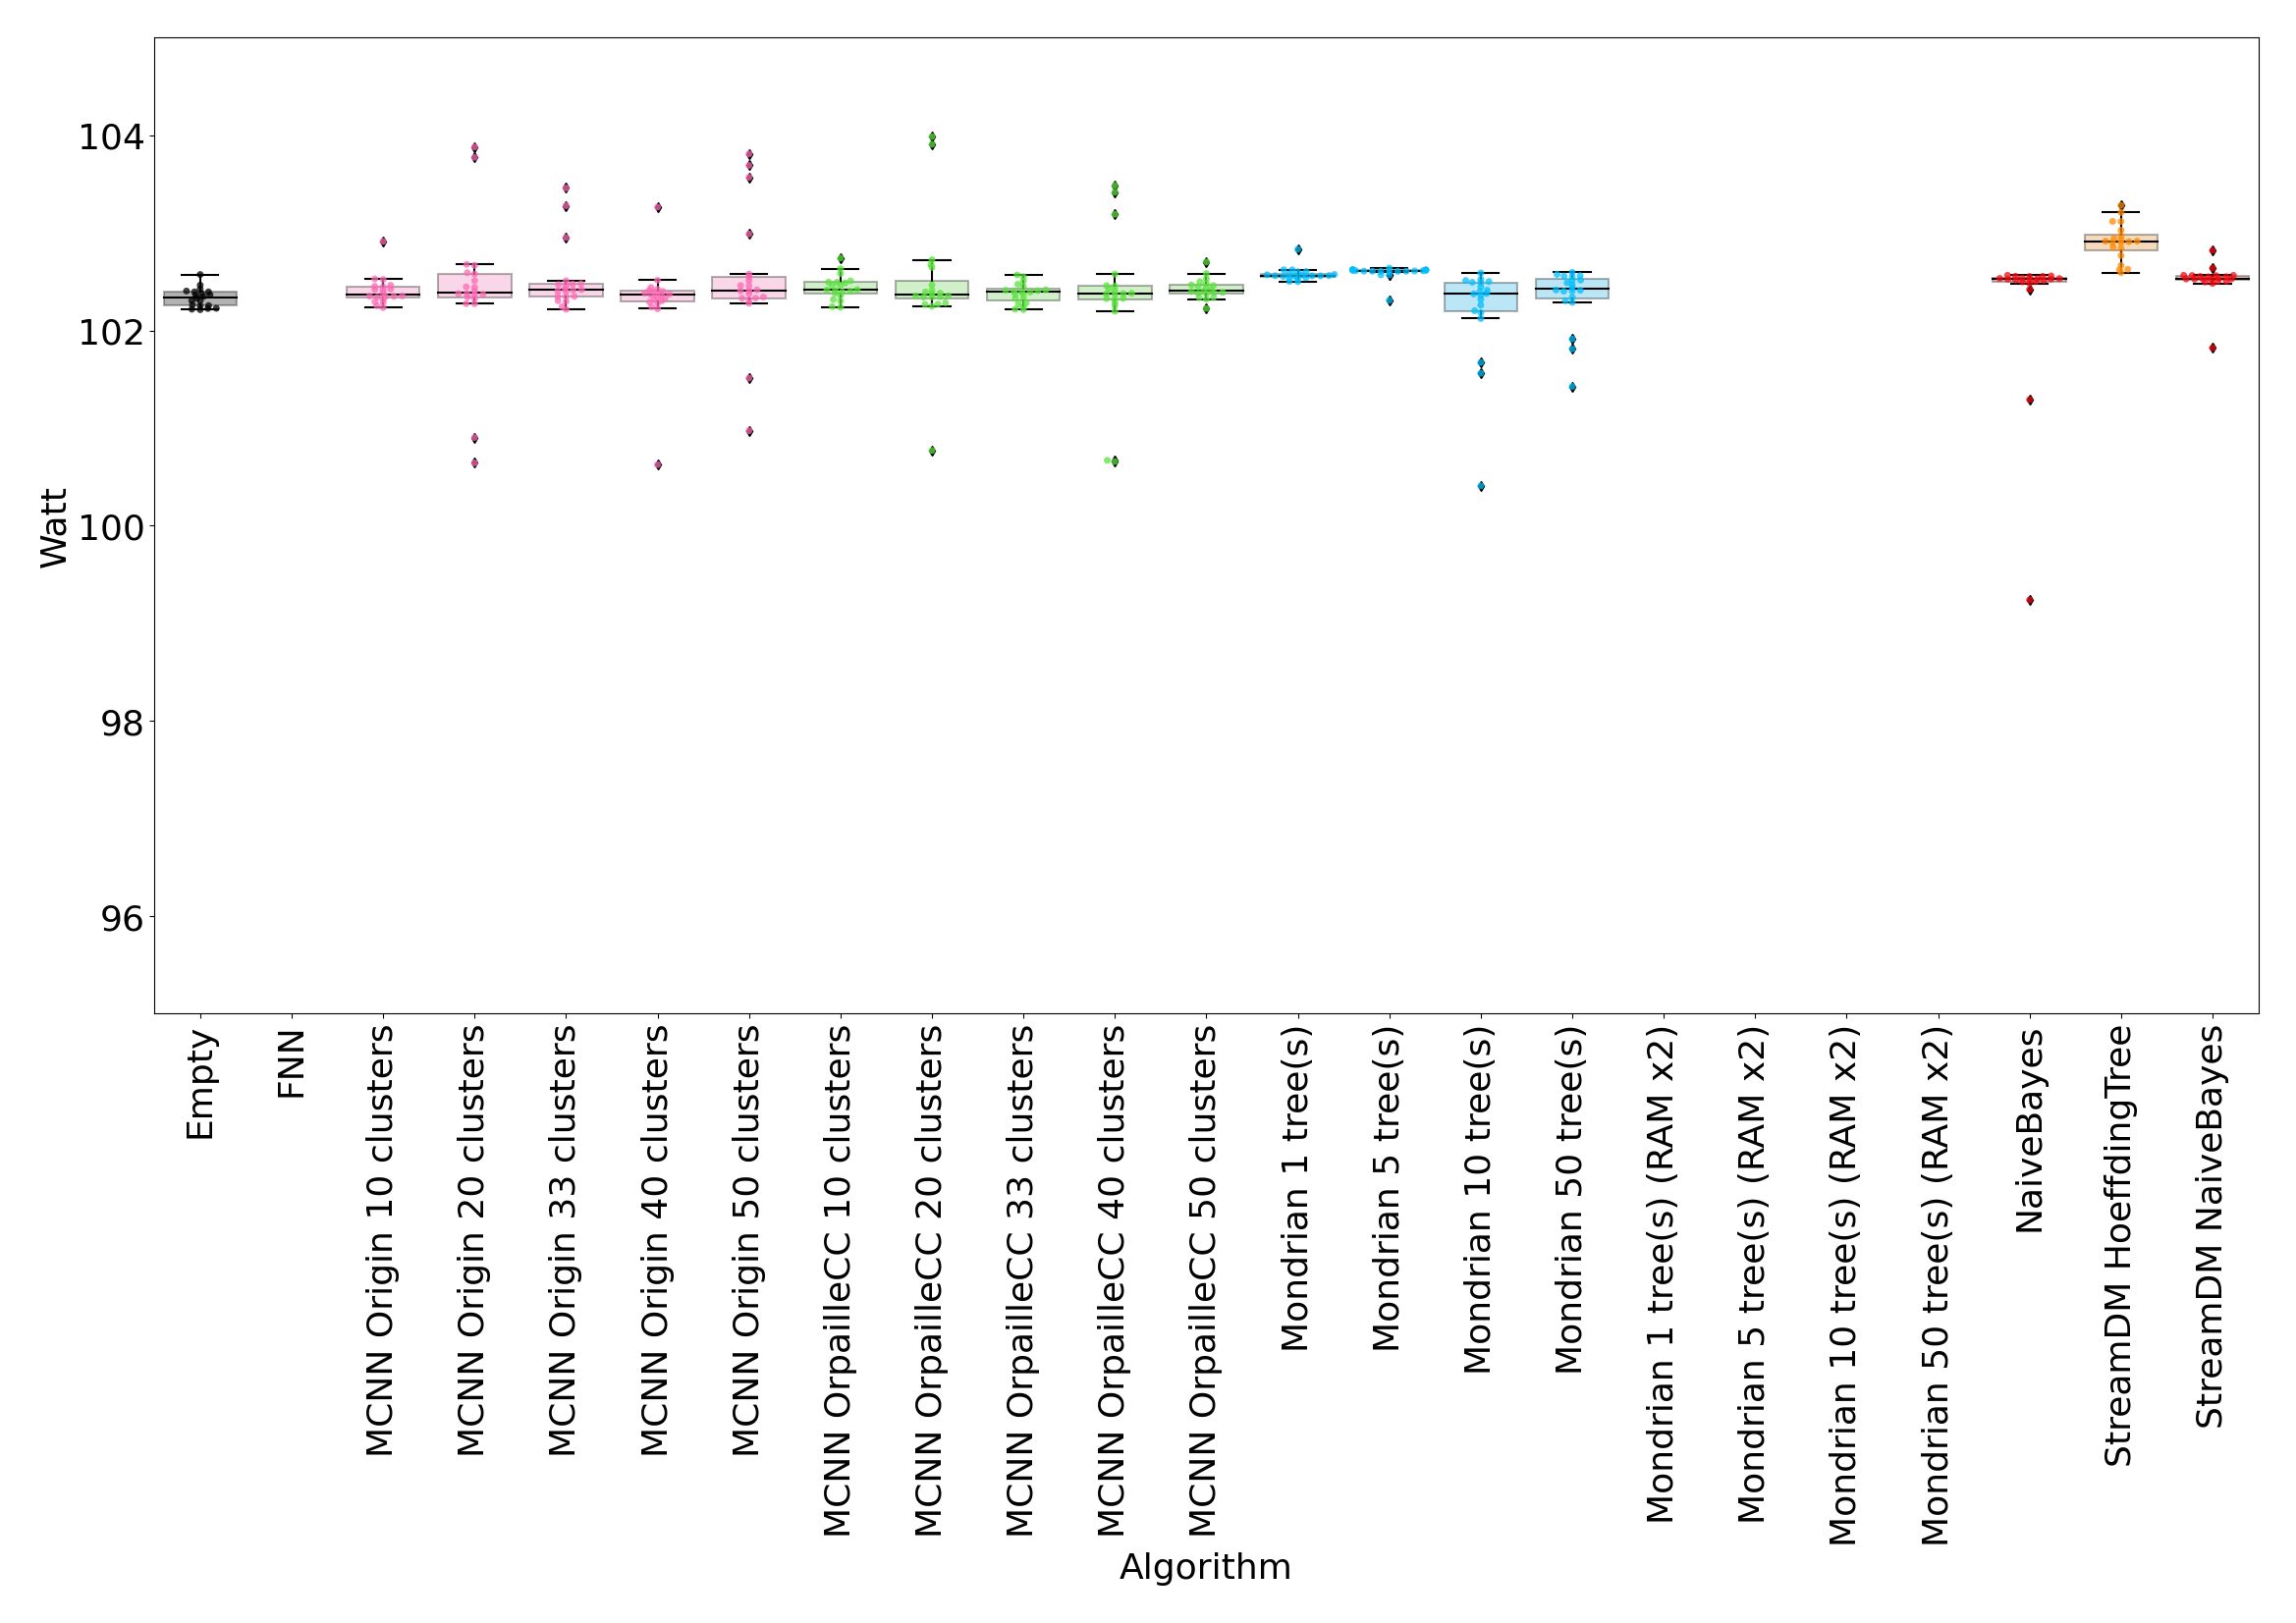 104
102
100
98
96
Watt
Empty
FNN
MCNN Origin 10 clusters
MCNN Origin 20 clusters
MCNN Origin 33 clusters
MCNN Origin 40 clusters
MCNN Origin 50 clusters
MCNN OrpailleCC 10 clusters
MCNN OrpailleCC 20 clusters
MCNN OrpailleCC 33 clusters
MCNN OrpailleCC 40 clusters
MCNN OrpailleCC 50 clusters
Mondrian 1 tree(s)
Mondrian 5 tree(s)
Mondrian 10 tree(s)
Mondrian 50 tree(s)
Mondrian 1 tree(s) (RAM x2)
Mondrian 5 tree(s) (RAM x2)
Mondrian 10 tree(s) (RAM x2)
Mondrian 50 tree(s) (RAM x2)
NaiveBayes
StreamDM HoeffdingTree
StreamDM NaiveBayes
Algorithm